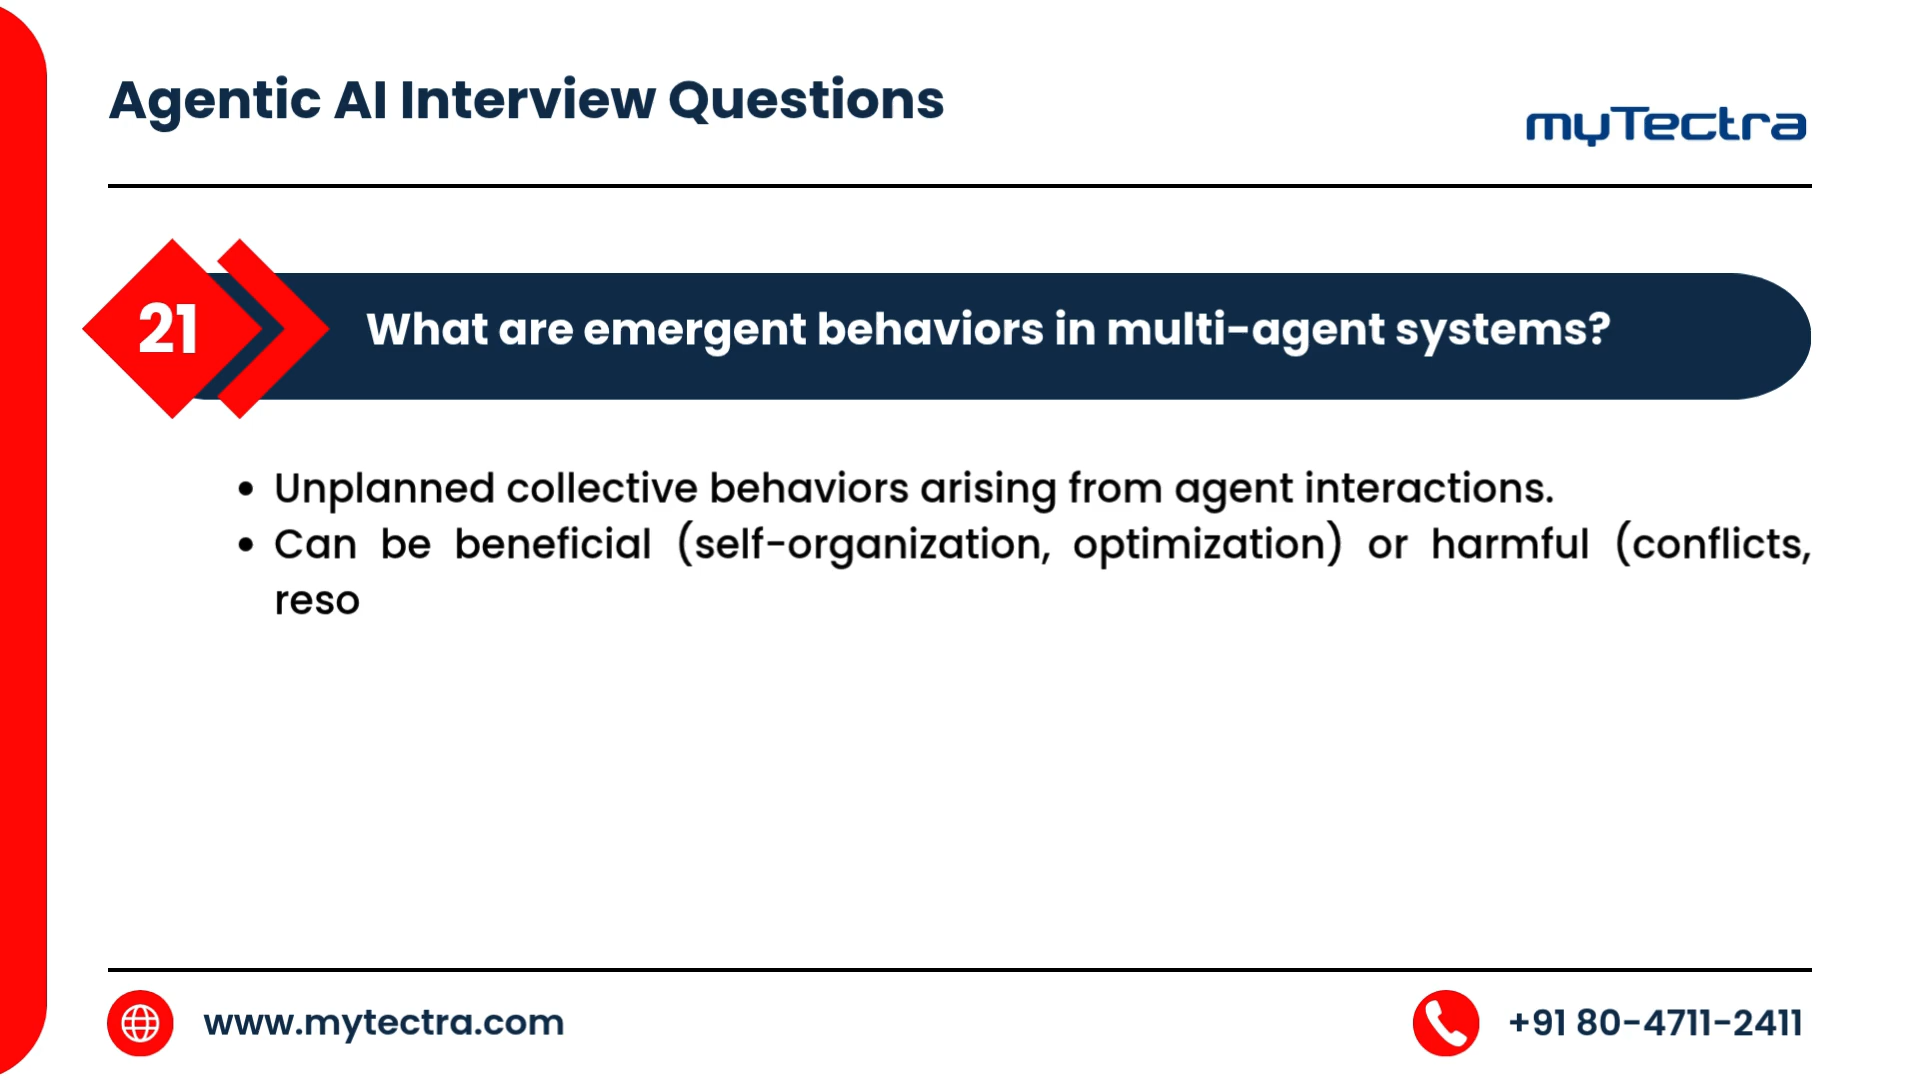 Agentic AI Interview Questions
myTectra
21
What are emergent behaviors in multi-agent systems?
• Unplanned collective behaviors arising from agent interactions.
• Can be beneficial (self-organization, optimization) or harmful (conflicts,
reso
www.mytectra.com
+91 80-4711-2411